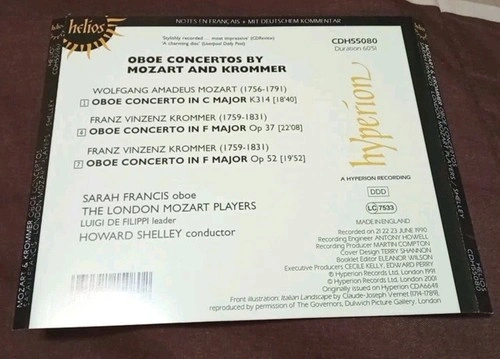 NOTES EN FRANÇAIS + MIT DEUTSCHEM KOMMENTAR
helios
'Stylishly recorded ... most impressive' (CDReview)
'A charming disc' (Liverpool Daily Post)
CDH55080
Duration 60'51
OBOE CONCERTOS BY
MOZART AND KROMMER
WOLFGANG AMADEUS MOZART (1756-1791)
1 OBOE CONCERTO IN C MAJOR K314 [18'40]
FRANZ VINZENZ KROMMER (1759-1831)
4 OBOE CONCERTO IN F MAJOR Op 37 [22'08]
FRANZ VINZENZ KROMMER (1759-1831)
7 OBOE CONCERTO IN F MAJOR Op 52 [19'52]
hyperion
A HYPERION RECORDING
DDD
LC 7533
SARAH FRANCIS oboe
THE LONDON MOZART PLAYERS
LUIGI DE FILIPPI leader
HOWARD SHELLEY conductor
MADE IN ENGLAND
Recorded on 21 22 23 JUNE 1990
Recording Engineer ANTONY HOWELL
Recording Producer MARTIN COMPTON
Cover Design TERRY SHANNON
Booklet Editor ELEANOR WILSON
Executive Producers CECILE KELLY, EDWARD PERRY
℗ Hyperion Records Ltd, London 1991
© Hyperion Records Ltd, London 2001
Originally issued on Hyperion CDA66411
Front illustration: Italian Landscape by Claude-Joseph Vernet (1714-1789),
reproduced by permission of The Governors, Dulwich Picture Gallery, London